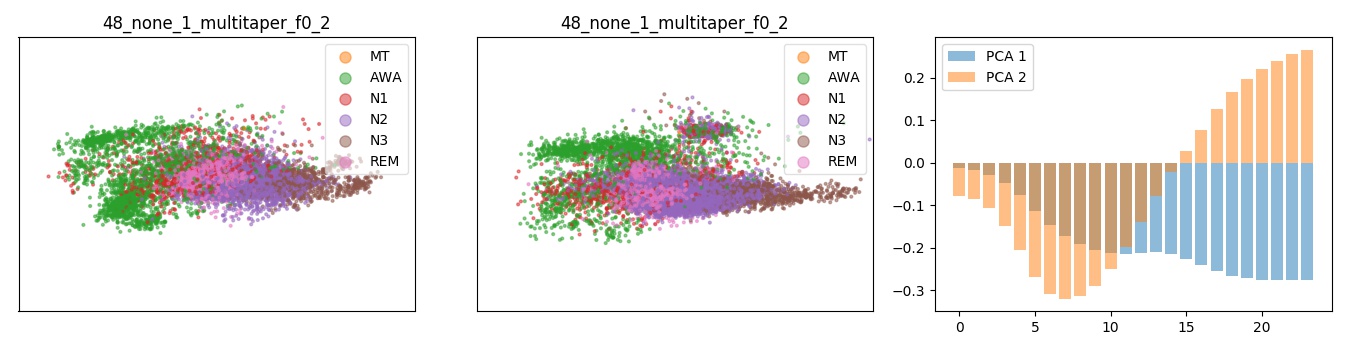 48_none_1_multitaper_f0_2
MT
AWA
N1
N2
N3
REM
48_none_1_multitaper_f0_2
MT
AWA
N1
N2
N3
REM
PCA 1
PCA 2
0.2
0.1
0.0
−0.1
−0.2
−0.3
0 5 10 15 20